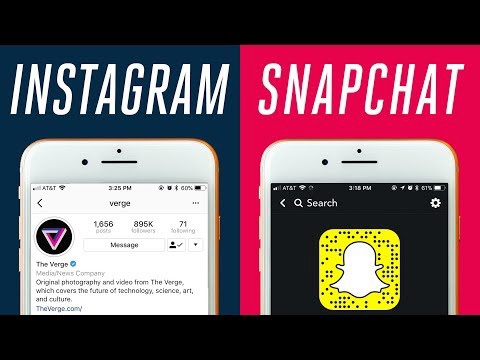 INSTAGRAM
AT&T 3:25 PM 60%
verge
1,656 895K 71
posts followers following
Message
The Verge
Media/News Company
Original photography and video from The Verge,
which covers the future of technology, science, art,
and culture.
TheVerge.com/
SNAPCHAT
AT&T 3:18 PM 61%
Search